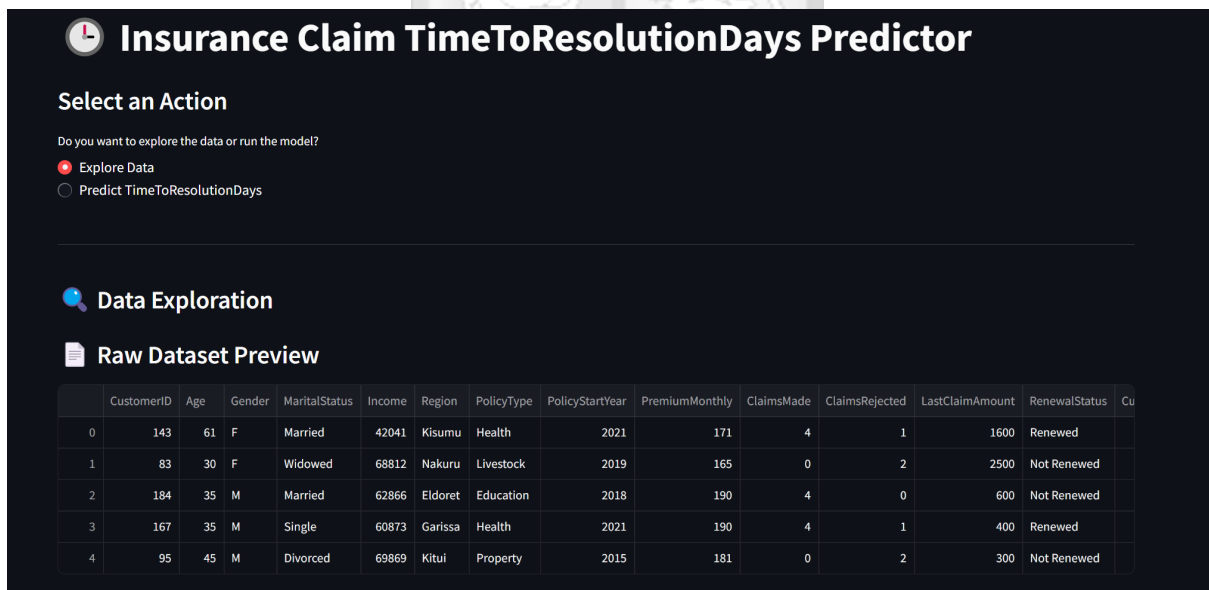 Insurance Claim TimeToResolutionDays Predictor
Select an Action
Do you want to explore the data or run the model?
Explore Data
Predict TimeToResolutionDays
Data Exploration
Raw Dataset Preview
CustomerID Age Gender MaritalStatus Income Region PolicyType PolicyStartYear PremiumMonthly ClaimsMade ClaimsRejected LastClaimAmount RenewalStatus Cu
0 143 61 F Married 42041 Kisumu Health 2021 171 4 1 1600 Renewed
1 83 30 F Widowed 68812 Nakuru Livestock 2019 165 0 2 2500 Not Renewed
2 184 35 M Married 62866 Eldoret Education 2018 190 4 0 600 Not Renewed
3 167 35 M Single 60873 Garissa Health 2021 190 4 1 400 Renewed
4 95 45 M Divorced 69869 Kitui Property 2015 181 0 2 300 Not Renewed